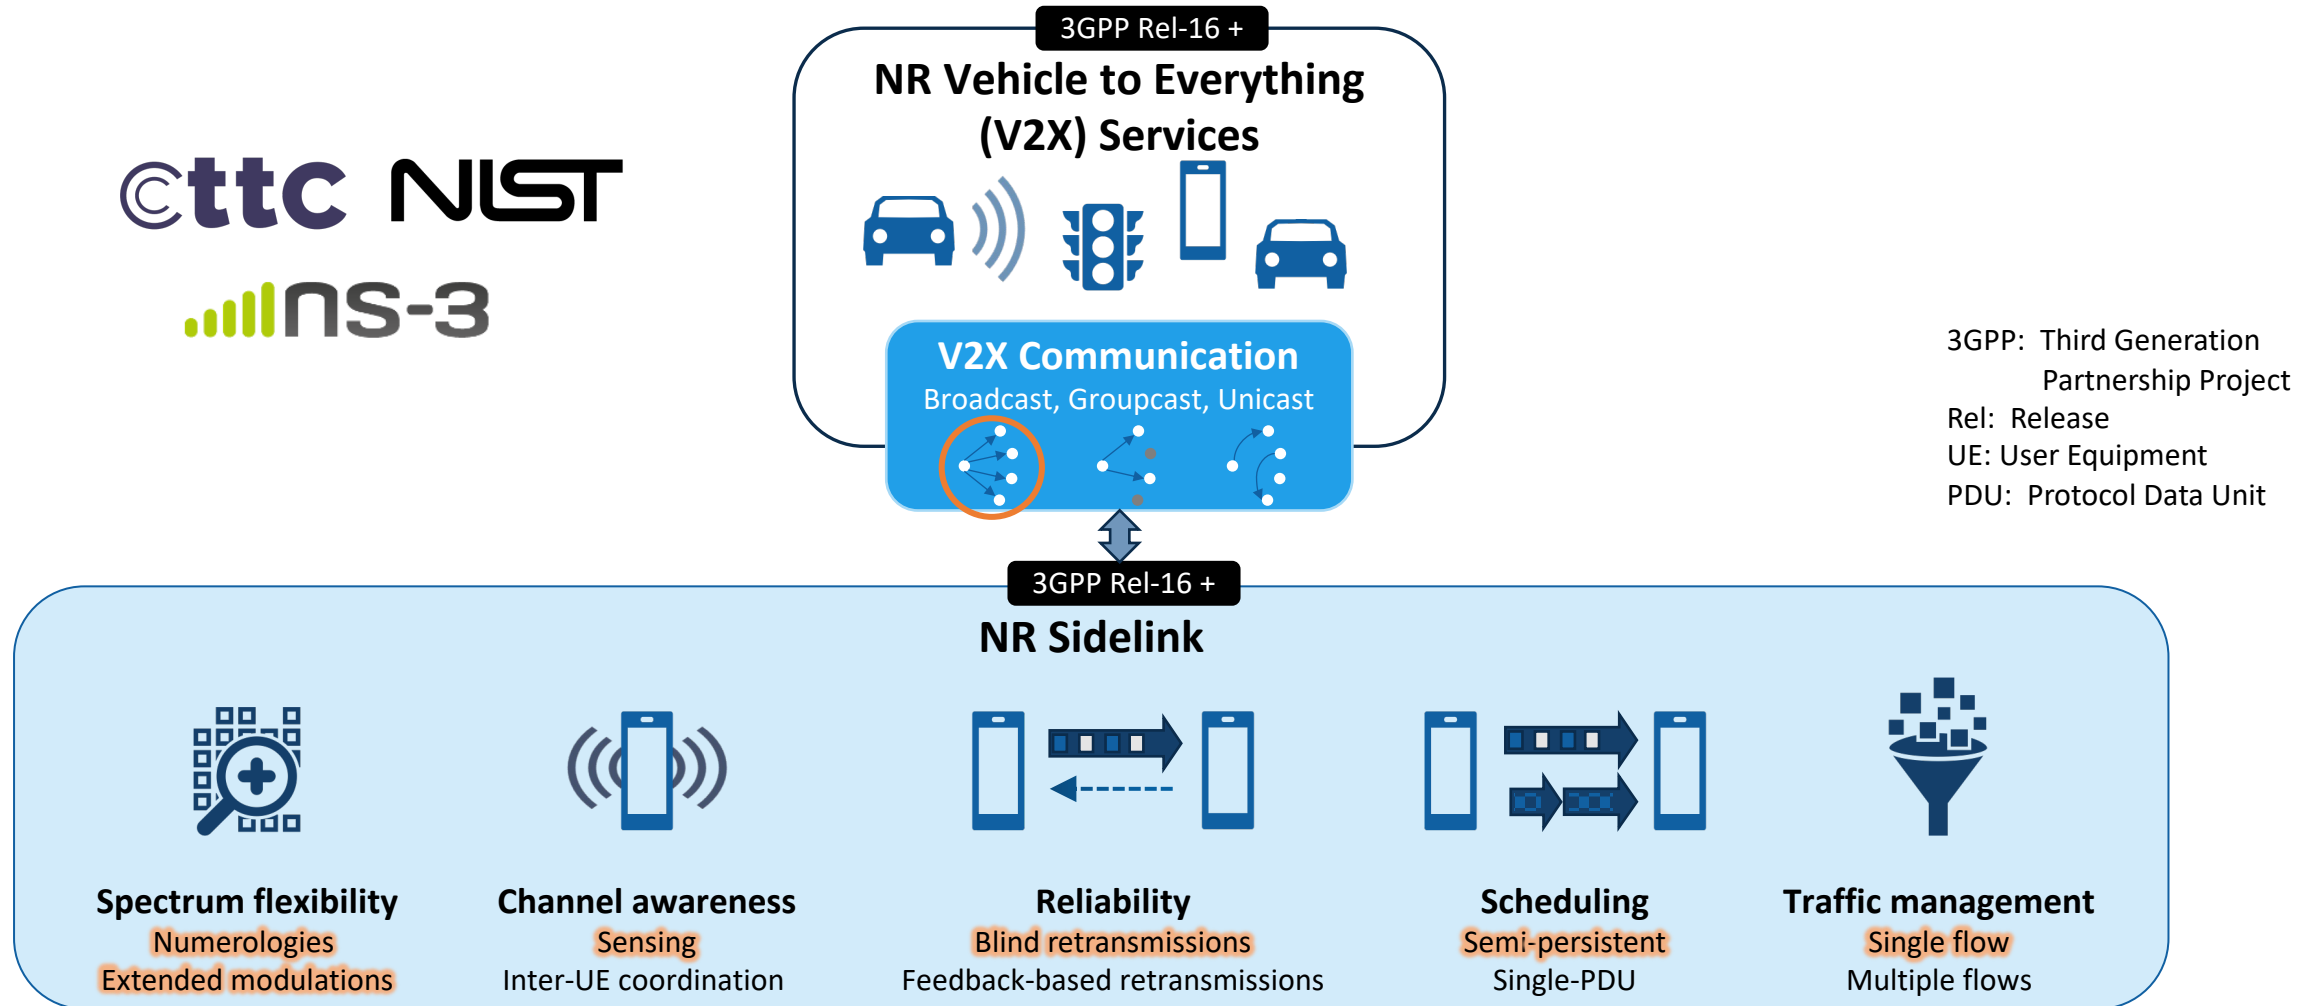 3GPP Rel-16 +
NR Vehicle to Everything
(V2X) Services
cttc NIST
ns-3
V2X Communication
Broadcast, Groupcast, Unicast
3GPP: Third Generation
Partnership Project
Rel: Release
UE: User Equipment
PDU: Protocol Data Unit
3GPP Rel-16 +
NR Sidelink
Spectrum flexibility
Numerologies
Extended modulations
Channel awareness
Sensing
Inter-UE coordination
Reliability
Blind retransmissions
Feedback-based retransmissions
Scheduling
Semi-persistent
Single-PDU
Traffic management
Single flow
Multiple flows